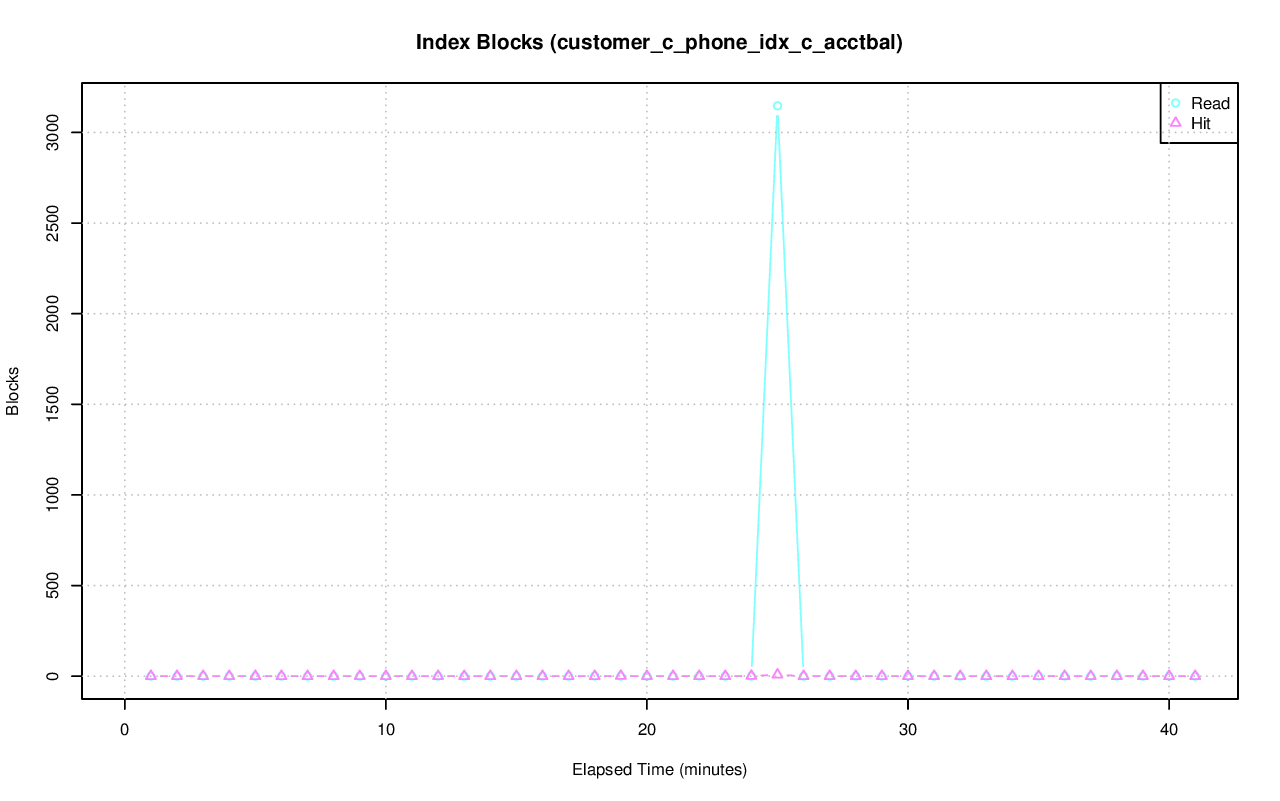 Index Blocks (customer_c_phone_idx_c_acctbal)
Read
Hit
Blocks
3000
2500
2000
1500
1000
500
0
0 10 20 30 40
Elapsed Time (minutes)